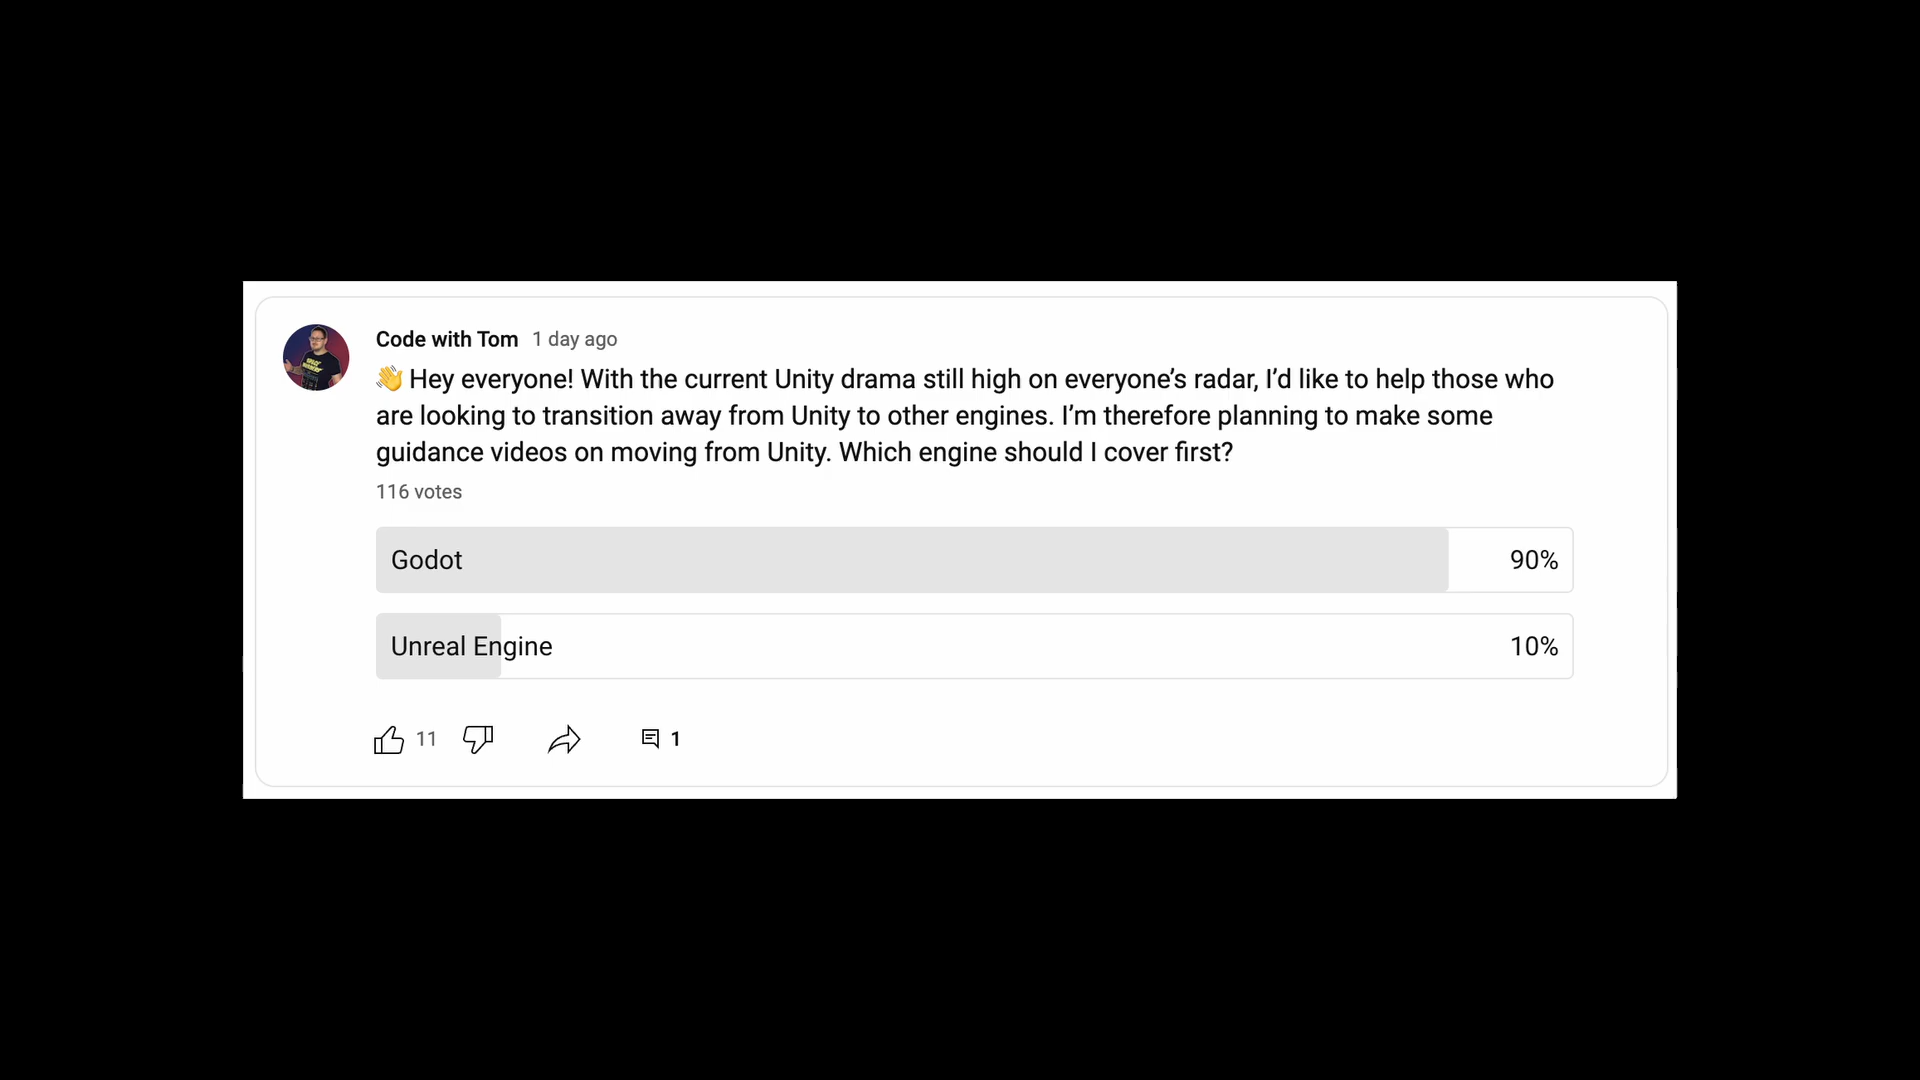 Code with Tom 1 day ago
👋 Hey everyone! With the current Unity drama still high on everyone’s radar, I’d like to help those who
are looking to transition away from Unity to other engines. I’m therefore planning to make some
guidance videos on moving from Unity. Which engine should I cover first?
116 votes
Godot 90%
Unreal Engine 10%
11 1